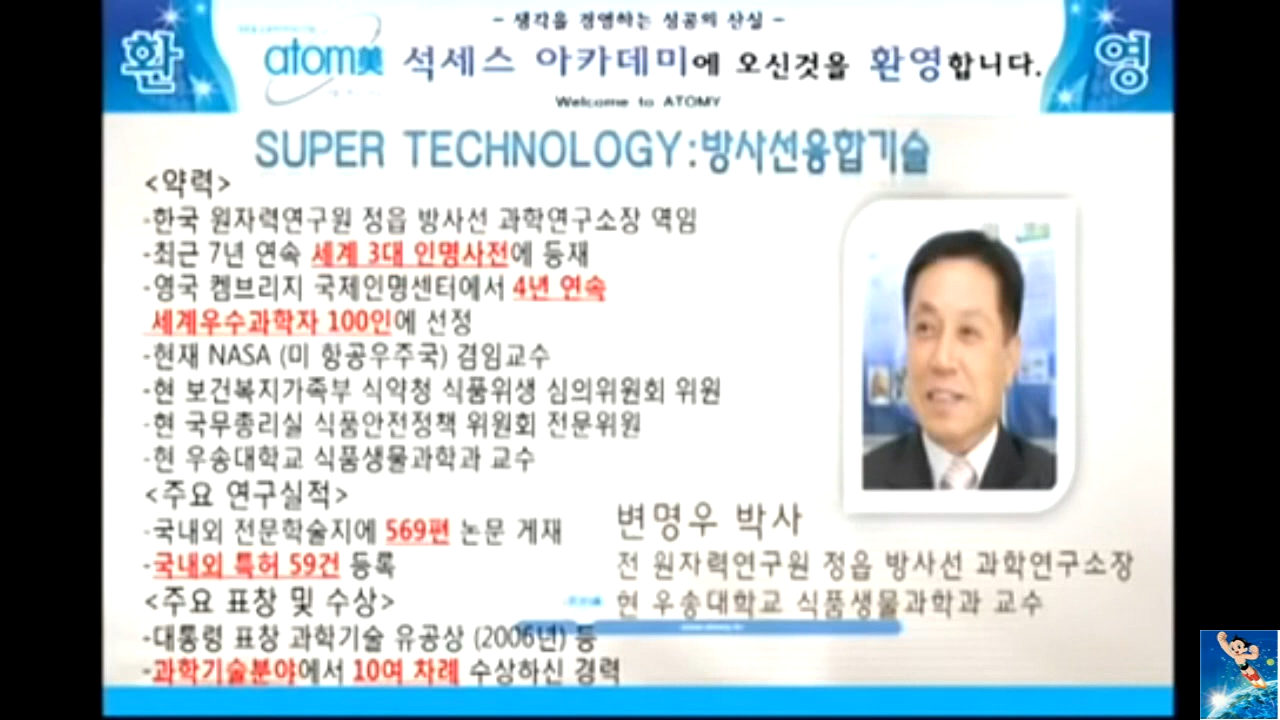 - 생각을 경영하는 성공의 산실 -
환
atom美 석세스 아카데미에 오신것을 환영합니다.
영
Welcome to ATOMY
SUPER TECHNOLOGY:방사선융합기술
<약력>
-한국 원자력연구원 정읍 방사선 과학연구소장 역임
-최근 7년 연속 세계 3대 인명사전에 등재
-영국 켐브리지 국제인명센터에서 4년 연속
세계우수과학자 100인에 선정
-현재 NASA (미 항공우주국) 겸임교수
-현 보건복지가족부 식약청 식품위생 심의위원회 위원
-현 국무총리실 식품안전정책 위원회 전문위원
-현 우송대학교 식품생물과학과 교수
<주요 연구실적>
-국내외 전문학술지에 569편 논문 게재
-국내외 특허 59건 등록
<주요 표창 및 수상>
-대통령 표창 과학기술 유공상 (2006년) 등
-과학기술분야에서 10여 차례 수상하신 경력
변명우 박사
전 원자력연구원 정읍 방사선 과학연구소장
현 우송대학교 식품생물과학과 교수